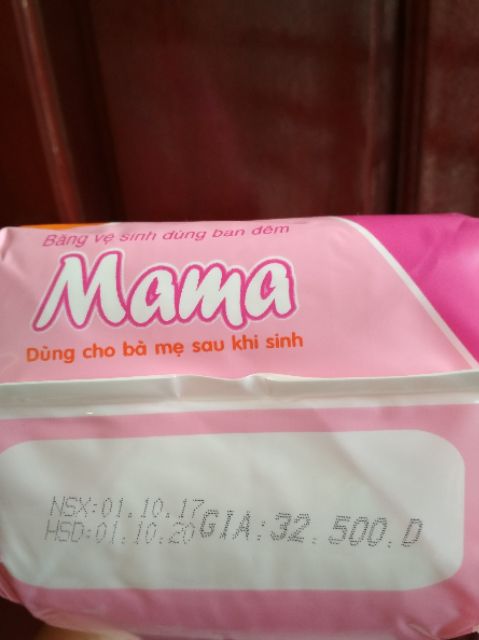 Băng vệ sinh dùng ban đêm
Mama
Dùng cho bà mẹ sau khi sinh
NSX:01.10.17
HSD:01.10.20
GIA:32.500.D